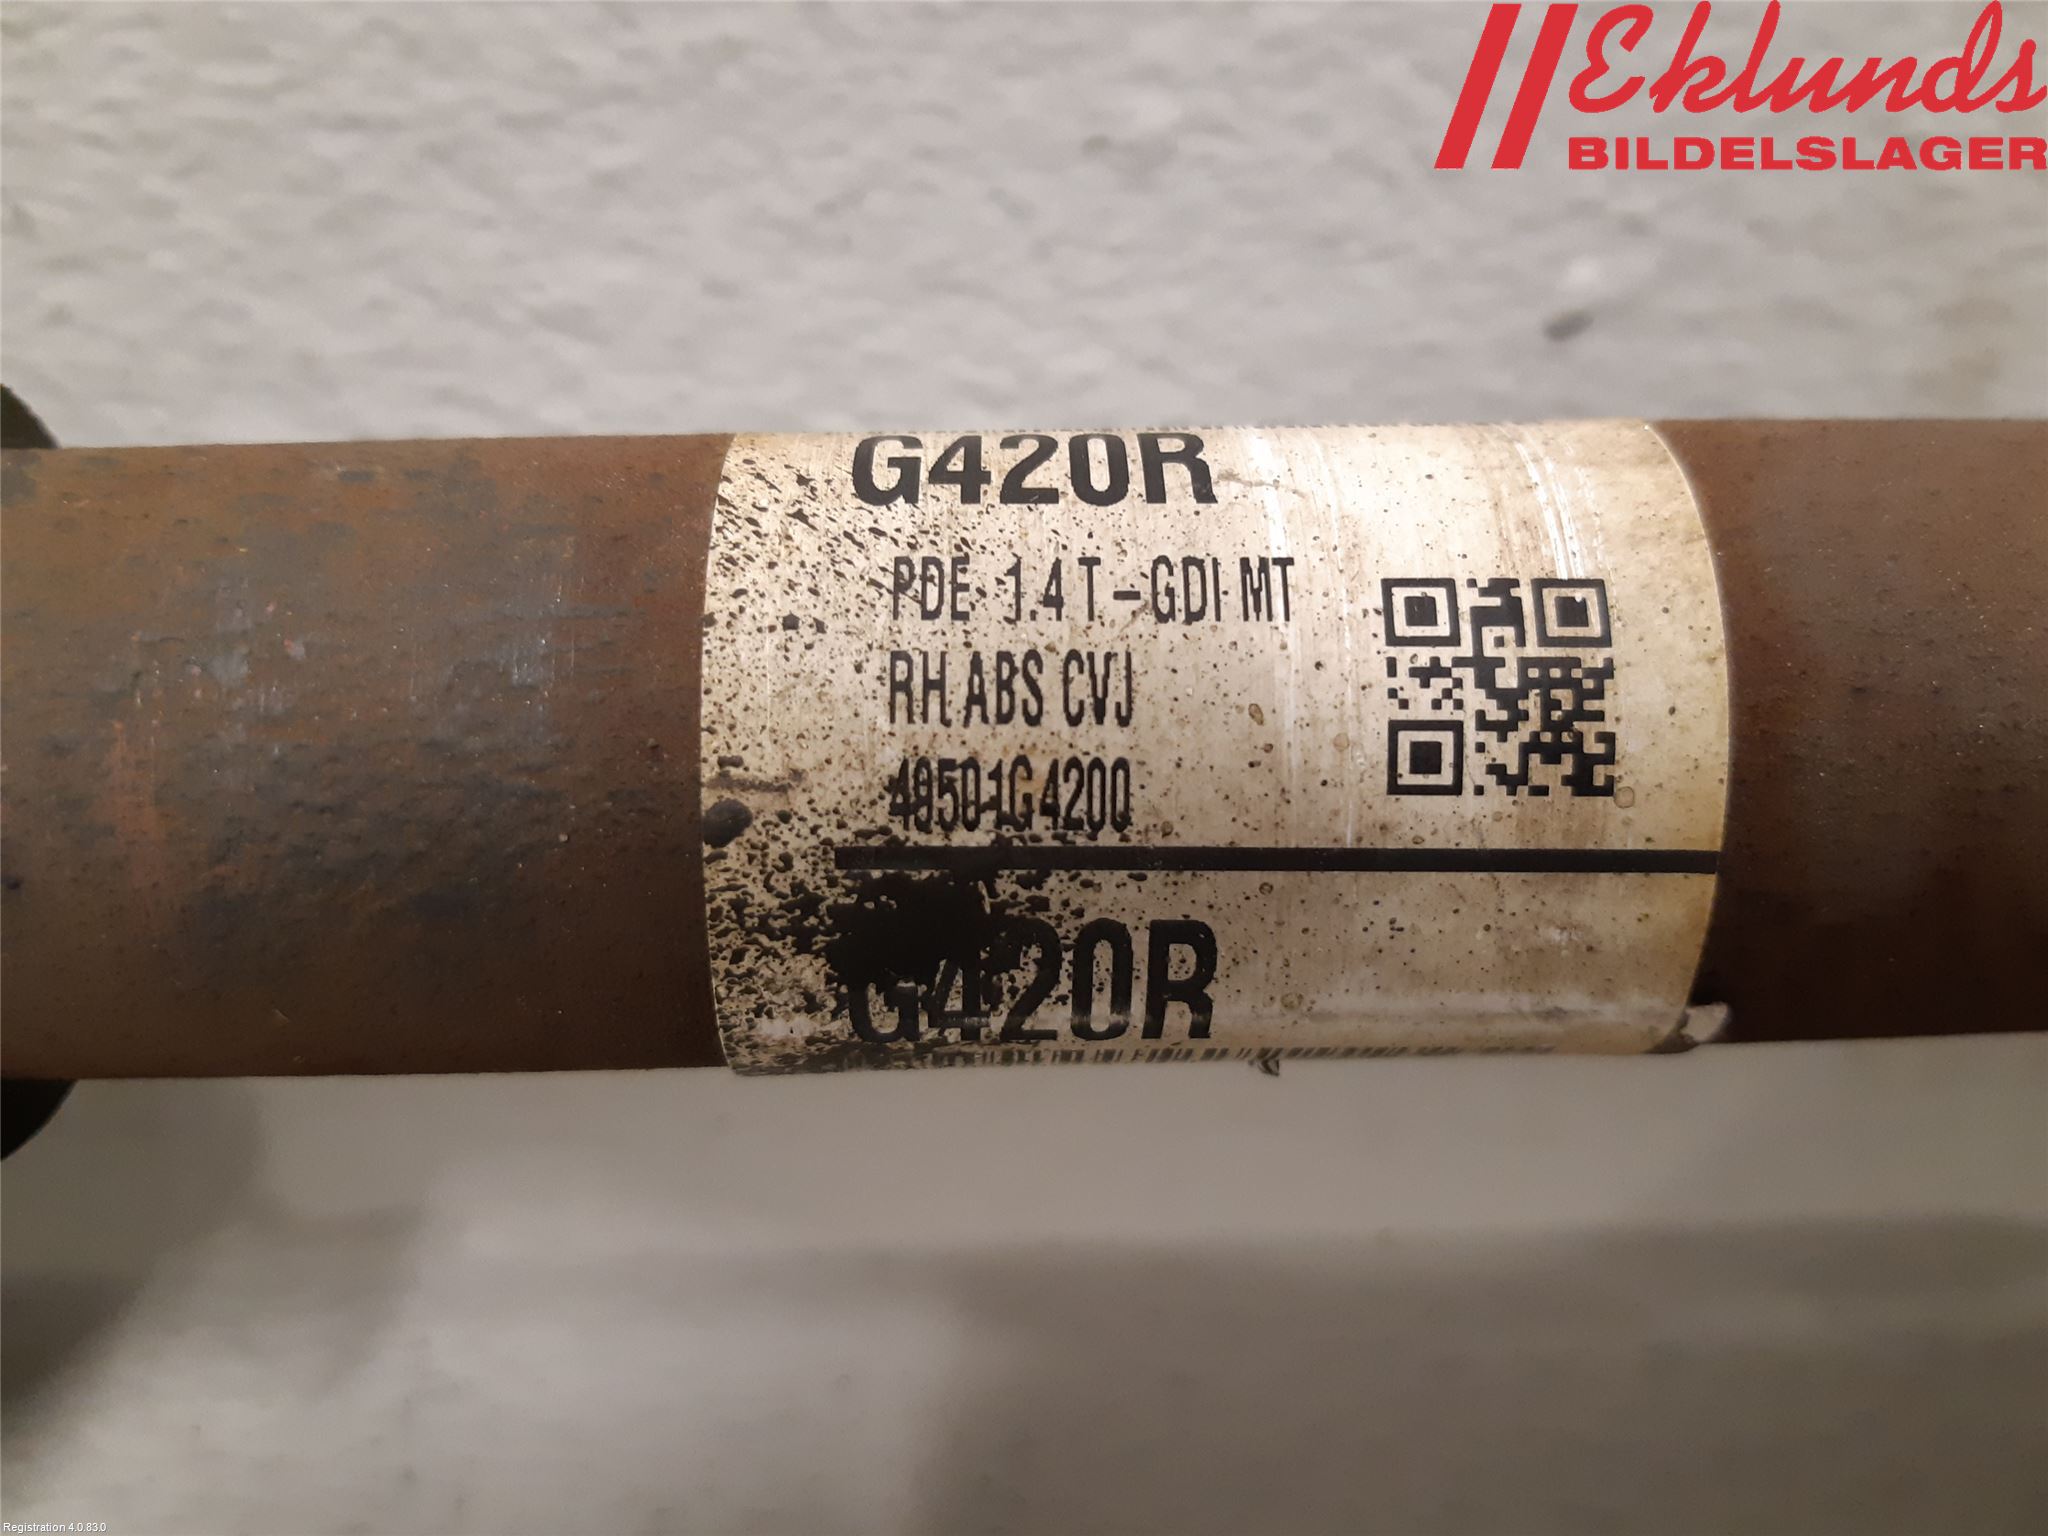 Eklunds
BILDELSLAGER
G420R
PDE 1.4 T-GDI MT
RH ABS CVJ
49501G4200
G420R
Registration 4.0.83.0